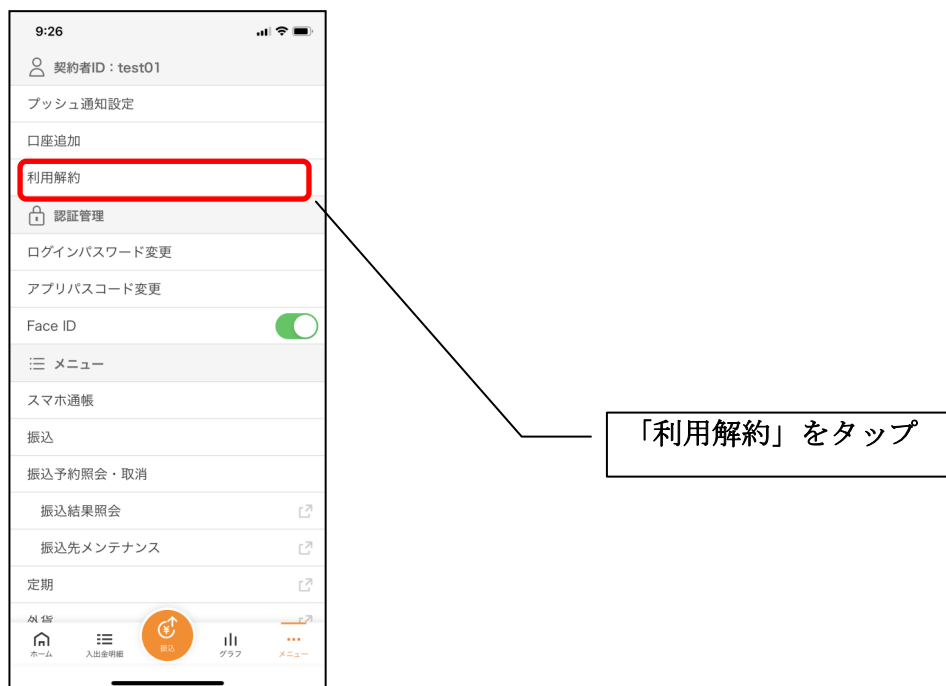 9:26
契約者ID：test01
プッシュ通知設定
口座追加
利用解約
認証管理
ログインパスワード変更
アプリパスコード変更
Face ID
メニュー
スマホ通帳
振込
振込予約照会・取消
振込結果照会
振込先メンテナンス
定期
外貨
ホーム
入出金明細
振込
グラフ
メニュー
「利用解約」をタップ